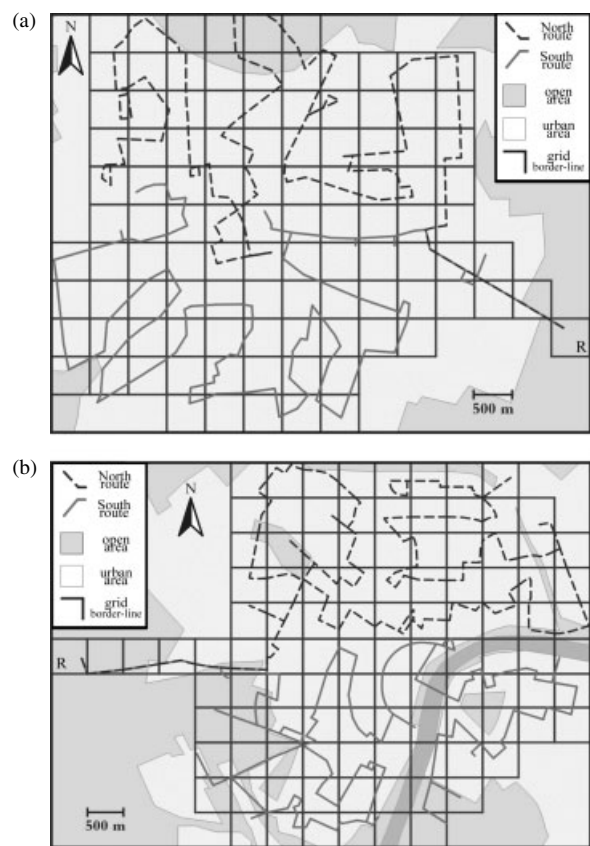 (a)
N
North
route
South
route
open
area
urban
area
grid
border-line
R
500 m
(b)
North
route
South
route
open
area
urban
area
grid
border-line
N
R
500 m